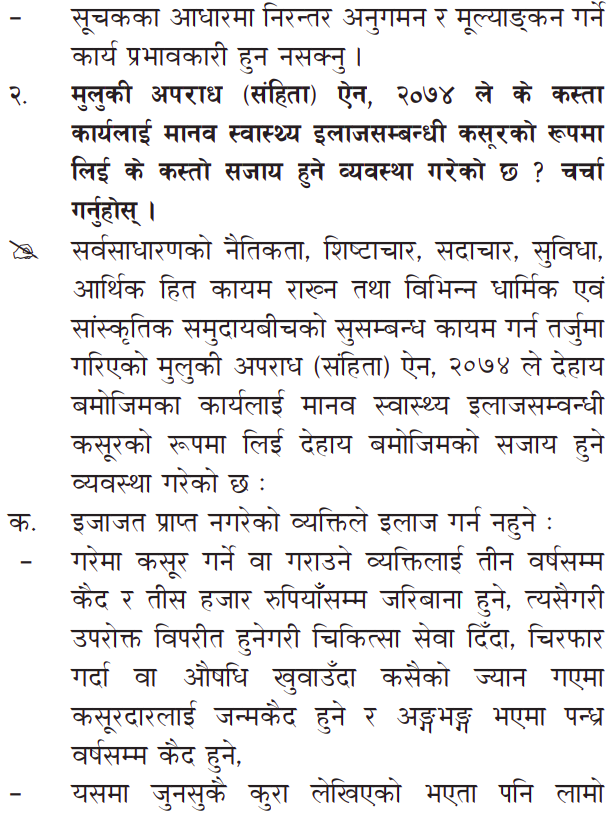 – सूचकका आधारमा निरन्तर अनुगमन र मूल्याङ्कन गर्ने
कार्य प्रभावकारी हुन नसक्नु ।
२. मुलुकी अपराध (संहिता) ऐन, २०७४ ले के कस्ता
कार्यलाई मानव स्वास्थ्य इलाजसम्बन्धी कसूरको रूपमा
लिई के कस्तो सजाय हुने व्यवस्था गरेको छ ? चर्चा
गर्नुहोस् ।
सर्वसाधारणको नैतिकता, शिष्टाचार, सदाचार, सुविधा,
आर्थिक हित कायम राख्न तथा विभिन्न धार्मिक एवं
सांस्कृतिक समुदायबीचको सुसम्बन्ध कायम गर्न तर्जुमा
गरिएको मुलुकी अपराध (संहिता) ऐन, २०७४ ले देहाय
बमोजिमका कार्यलाई मानव स्वास्थ्य इलाजसम्वन्धी
कसूरको रूपमा लिई देहाय बमोजिमको सजाय हुने
व्यवस्था गरेको छ :
क. इजाजत प्राप्त नगरेको व्यक्तिले इलाज गर्न नहुने :
– गरेमा कसूर गर्ने वा गराउने व्यक्तिलाई तीन वर्षसम्म
कैद र तीस हजार रुपियाँसम्म जरिबाना हुने, त्यसैगरी
उपरोक्त विपरीत हुनेगरी चिकित्सा सेवा दिँदा, चिरफार
गर्दा वा औषधि खुवाउँदा कसैको ज्यान गएमा
कसूरदारलाई जन्मकैद हुने र अङ्गभङ्ग भएमा पन्ध्र
वर्षसम्म कैद हुने,
– यसमा जुनसुकै कुरा लेखिएको भएता पनि लामो